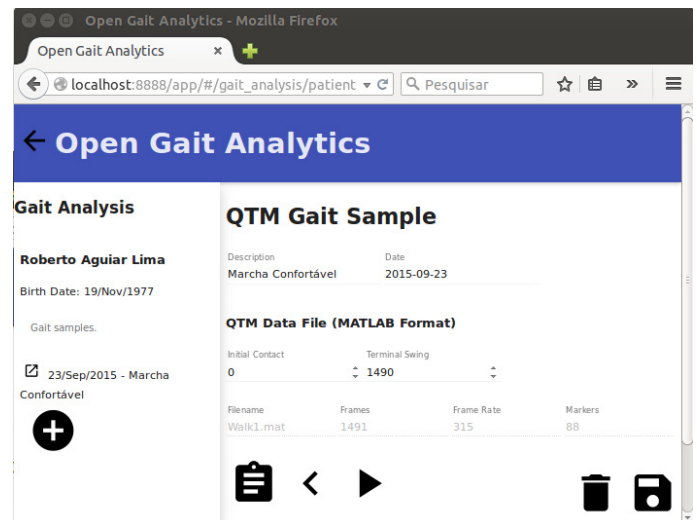 Open Gait Analytics - Mozilla Firefox
Open Gait Analytics
localhost:8888/app/#/gait_analysis/patient
Pesquisar
Open Gait Analytics
Gait Analysis
Roberto Aguiar Lima
Birth Date: 19/Nov/1977
Gait samples.
23/Sep/2015 - Marcha
Confortável
QTM Gait Sample
Description Date
Marcha Confortável 2015-09-23
QTM Data File (MATLAB Format)
Initial Contact Terminal Swing
0 1490
Filename Frames Frame Rate Markers
Walk1.mat 1491 315 88